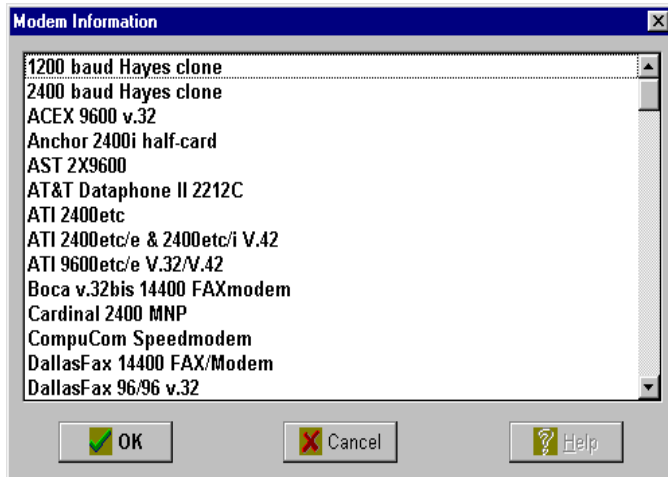 Modem Information
1200 baud Hayes clone
2400 baud Hayes clone
ACEX 9600 v.32
Anchor 2400i half-card
AST 2X9600
AT&T Dataphone II 2212C
ATI 2400etc
ATI 2400etc/e & 2400etc/i V.42
ATI 9600etc/e V.32/V.42
Boca v.32bis 14400 FAXmodem
Cardinal 2400 MNP
CompuCom Speedmodem
DallasFax 14400 FAX/Modem
DallasFax 96/96 v.32
OK Cancel Help